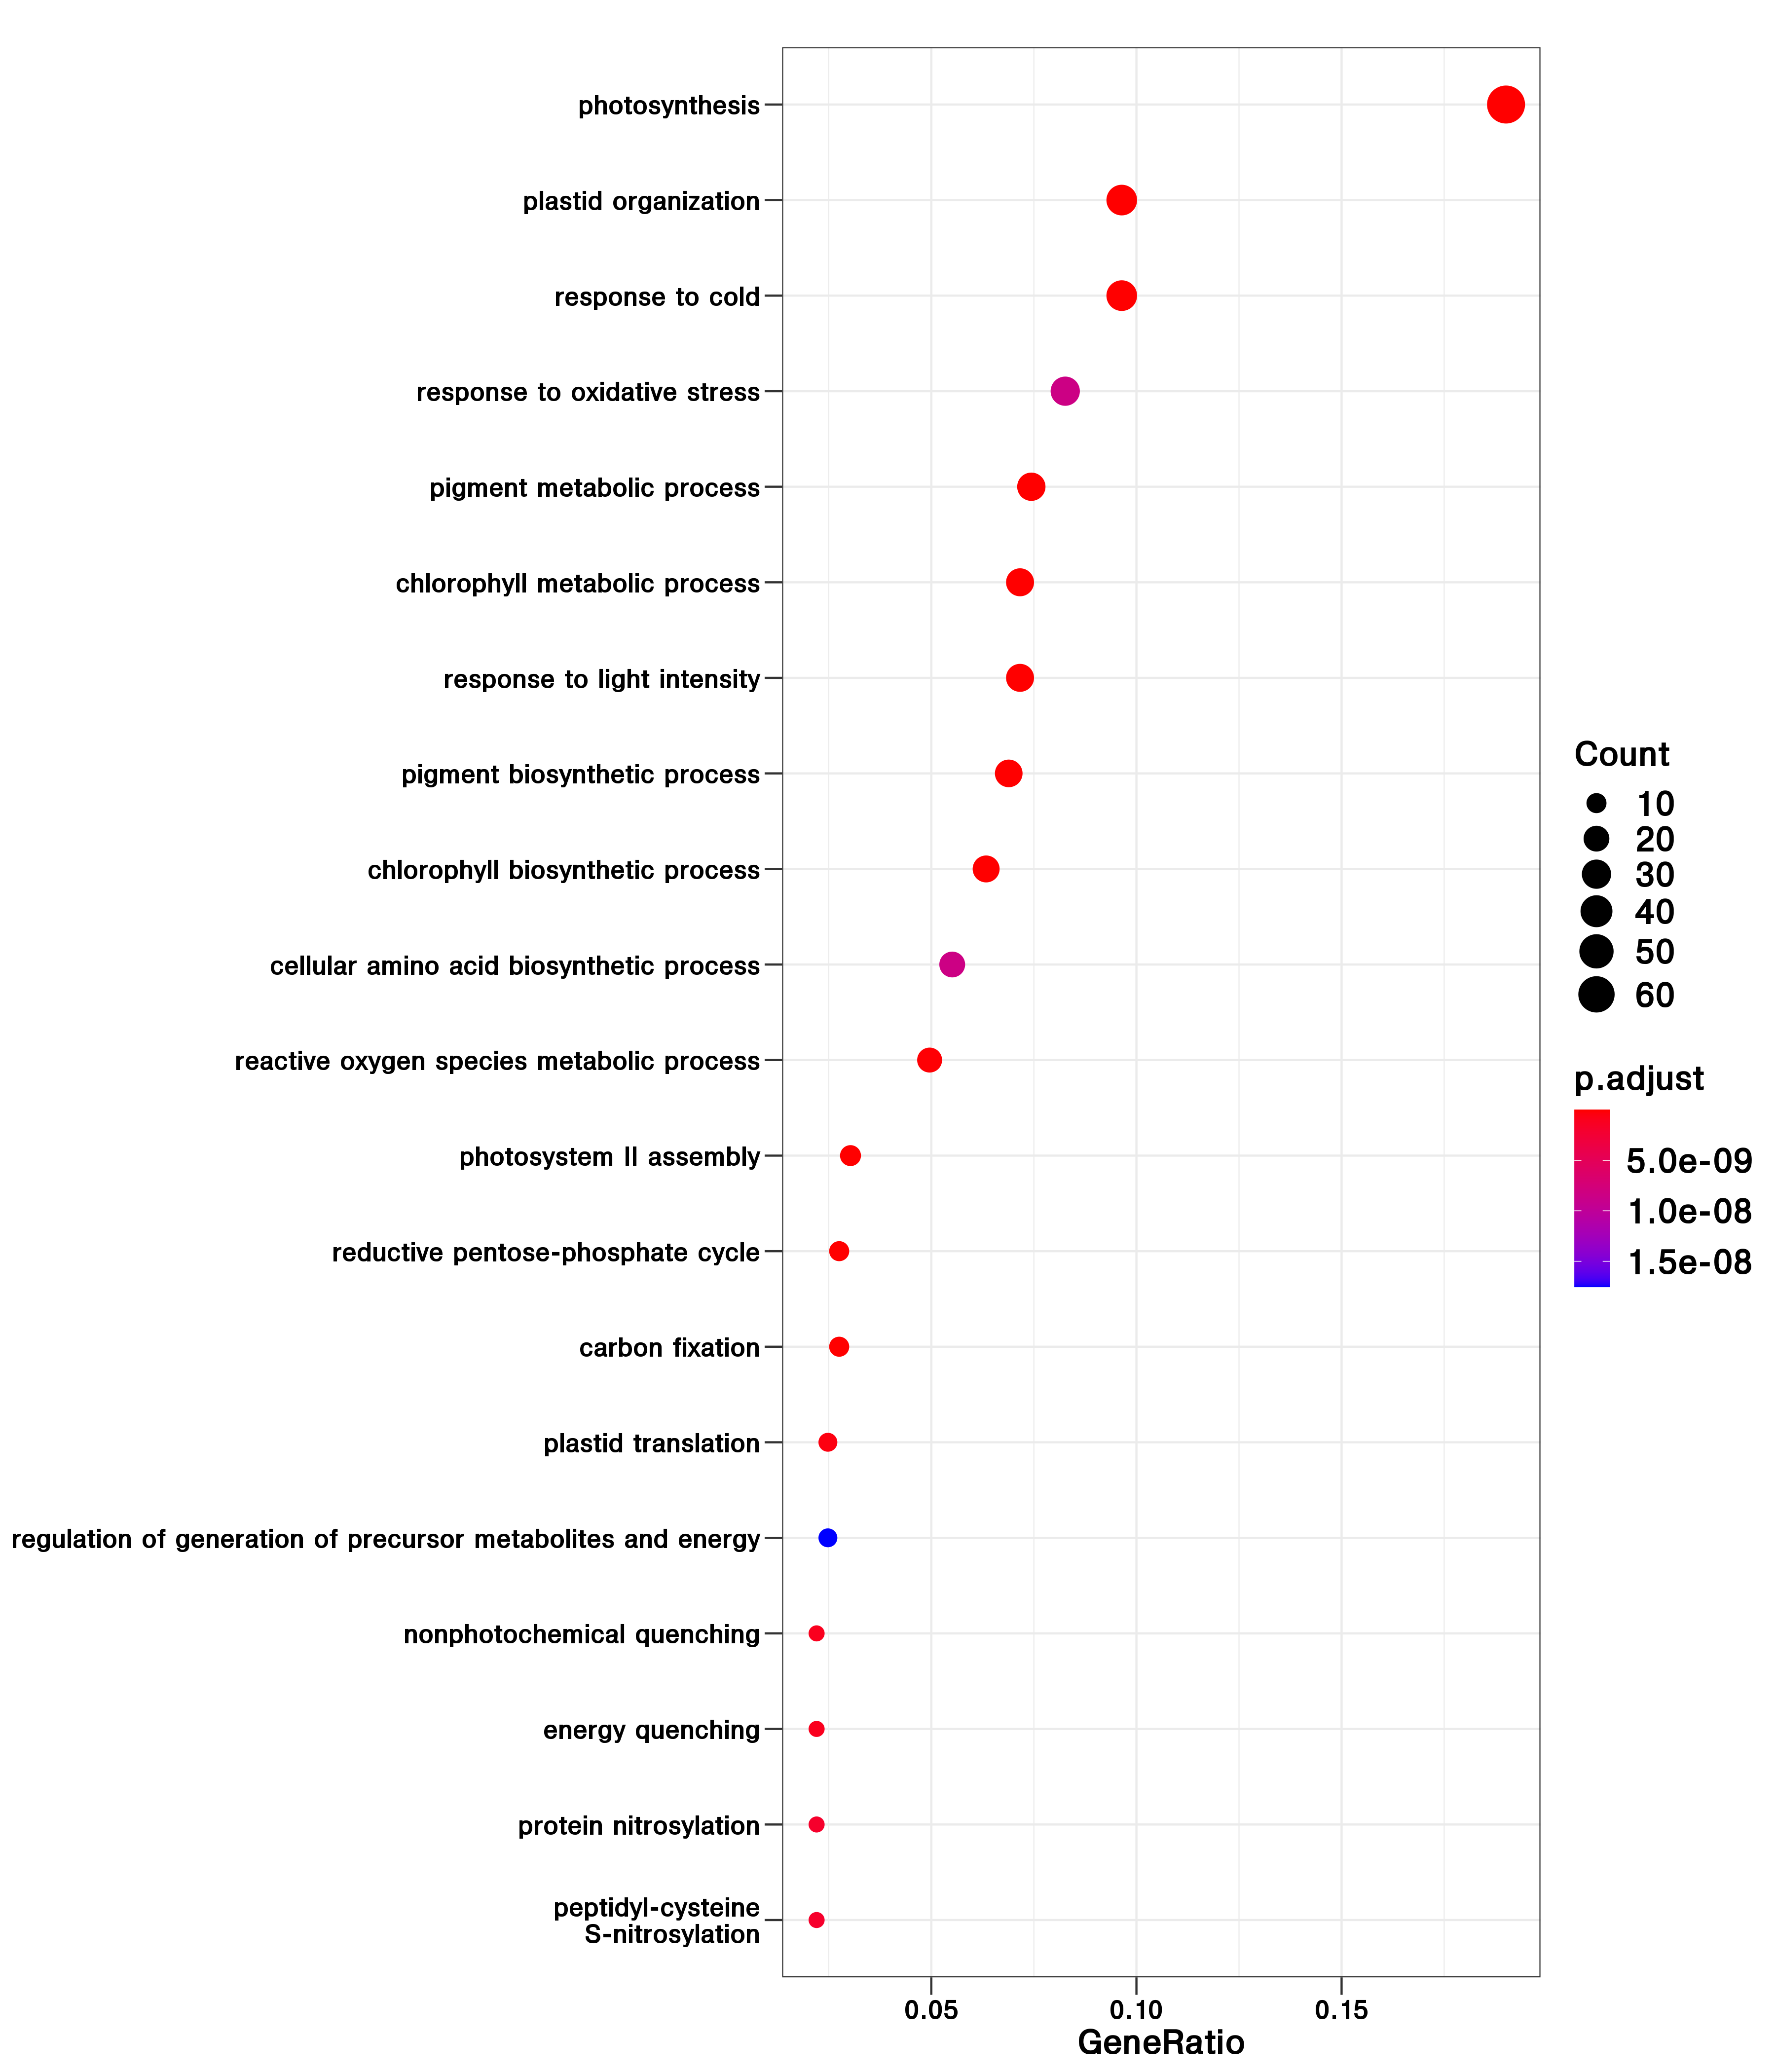 photosynthesis
plastid organization
response to cold
response to oxidative stress
pigment metabolic process
chlorophyll metabolic process
response to light intensity
pigment biosynthetic process
chlorophyll biosynthetic process
cellular amino acid biosynthetic process
reactive oxygen species metabolic process
photosystem II assembly
reductive pentose-phosphate cycle
carbon fixation
plastid translation
regulation of generation of precursor metabolites and energy
nonphotochemical quenching
energy quenching
protein nitrosylation
peptidyl-cysteine
S-nitrosylation
0.05 0.10 0.15
GeneRatio
Count
10
20
30
40
50
60
p.adjust
5.0e-09
1.0e-08
1.5e-08